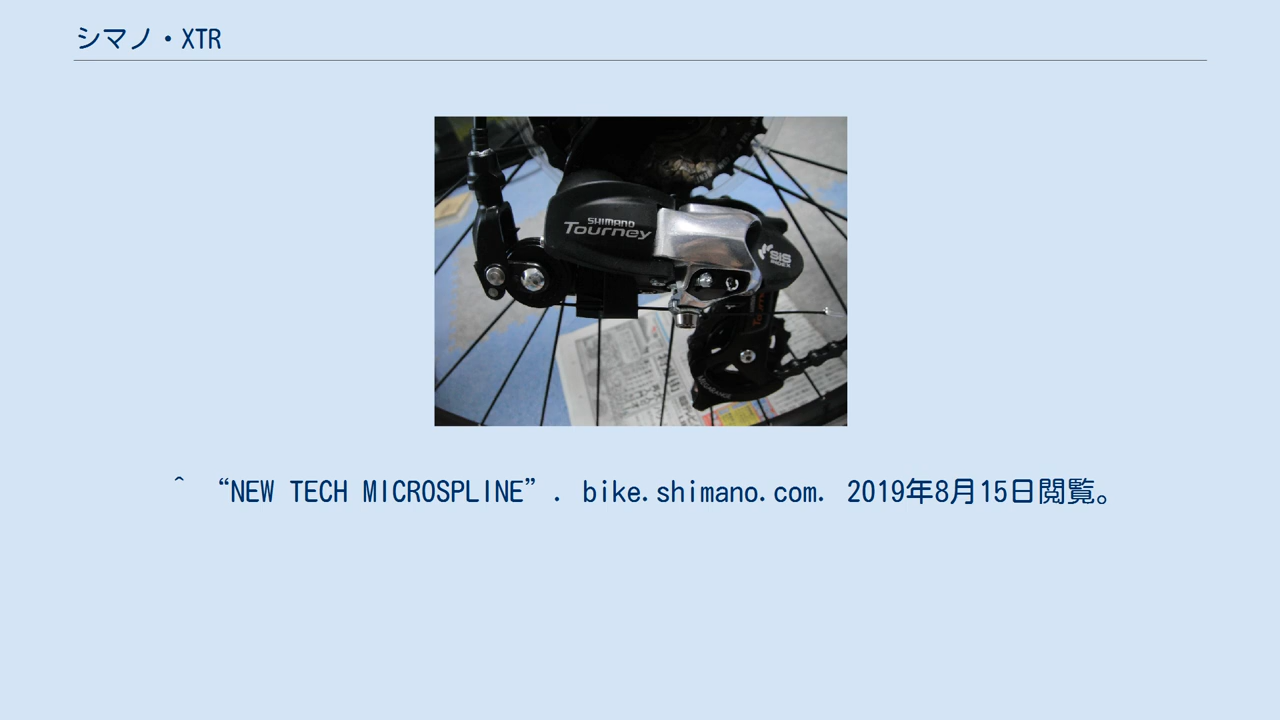 シマノ・XTR
SHIMANO
Tourney
SIS
INDEX
^ “NEW TECH MICROSPLINE”. bike.shimano.com. 2019年8月15日閲覧。